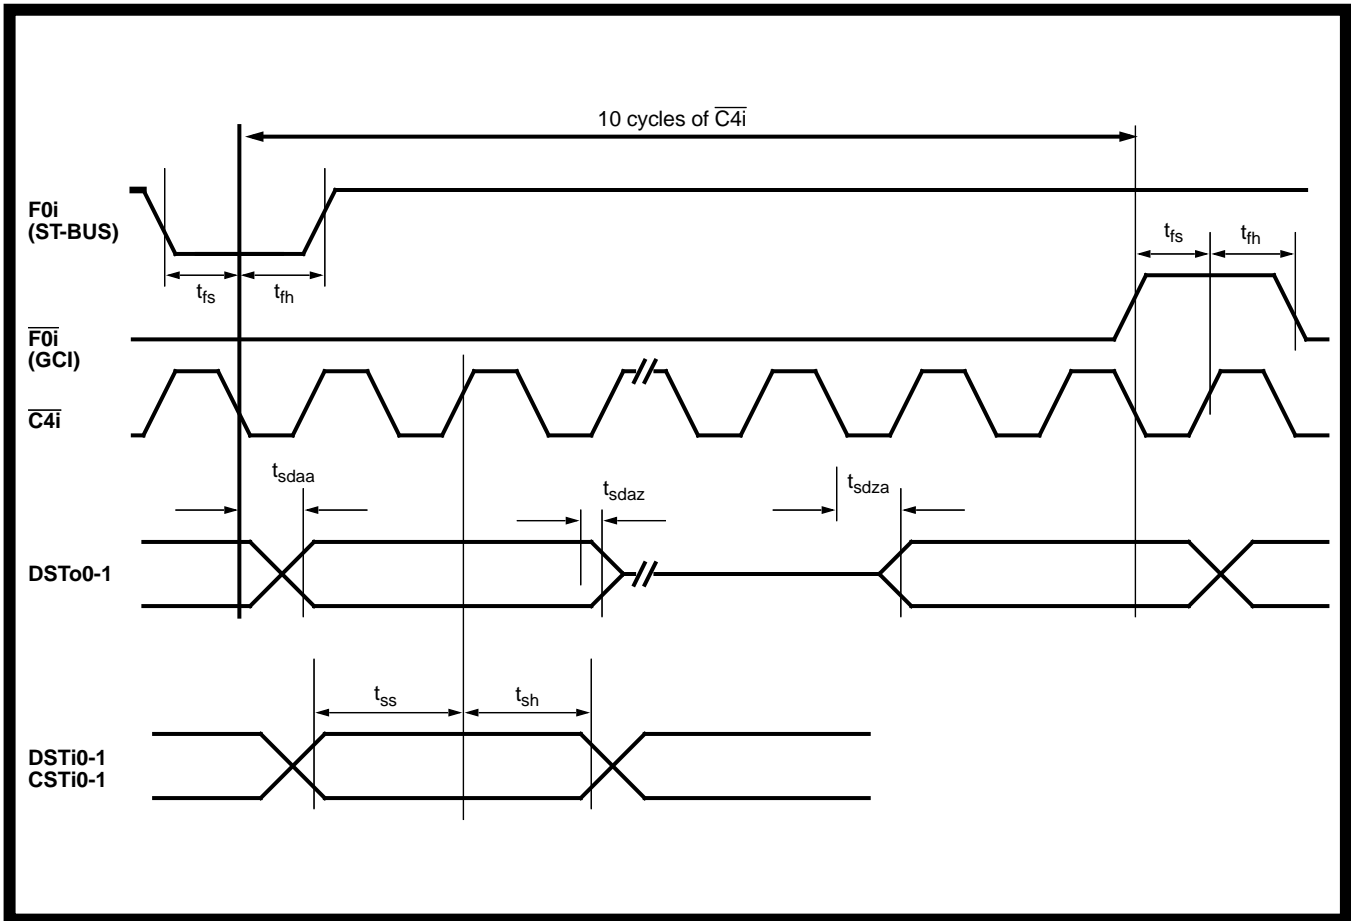 10 cycles of C4i
F0i
(ST-BUS)
tfs
tfh
tfs
tfh
F0i
(GCI)
C4i
tsdaa
tsdaz
tsdza
DSTo0-1
tss
tsh
DSTi0-1
CSTi0-1